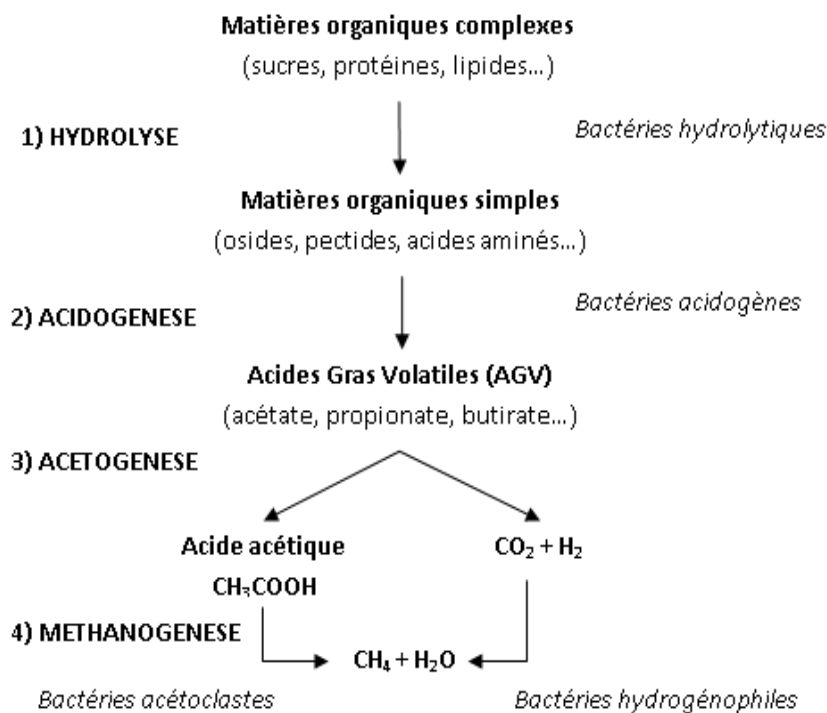 Matières organiques complexes
(sucres, protéines, lipides...)
1) HYDROLYSE
Bactéries hydrolytiques
Matières organiques simples
(osides, pectides, acides aminés...)
2) ACIDOGENESE
Bactéries acidogènes
Acides Gras Volatiles (AGV)
(acétate, propionate, butirate...)
3) ACETOGENESE
Acide acétique
CO₂ + H₂
CH₃COOH
4) METHANOGENESE
CH₄ + H₂O
Bactéries acétoclastes
Bactéries hydrogénophiles